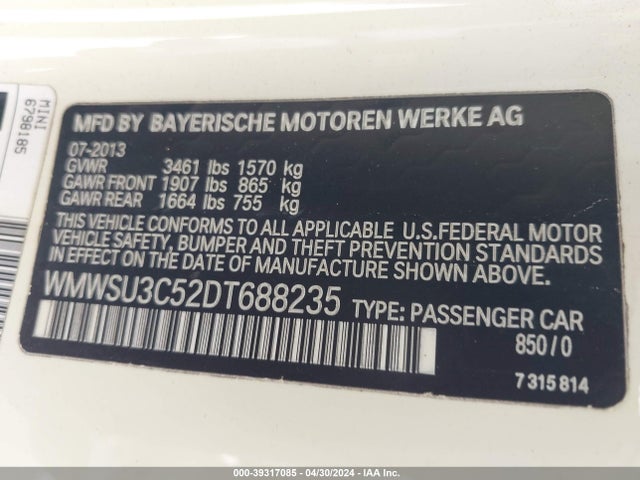 MINI
6798185
MFD BY BAYERISCHE MOTOREN WERKE AG
07-2013
GVWR 3461 lbs 1570 kg
GAWR FRONT 1907 lbs 865 kg
GAWR REAR 1664 lbs 755 kg
THIS VEHICLE CONFORMS TO ALL APPLICABLE U.S.FEDERAL MOTOR
VEHICLE SAFETY, BUMPER AND THEFT PREVENTION STANDARDS
IN EFFECT ON THE DATE OF MANUFACTURE SHOWN ABOVE.
WMWSU3C52DT688235 TYPE: PASSENGER CAR
850/0
7 315 814
000-39317085 - 04/30/2024 - IAA Inc.